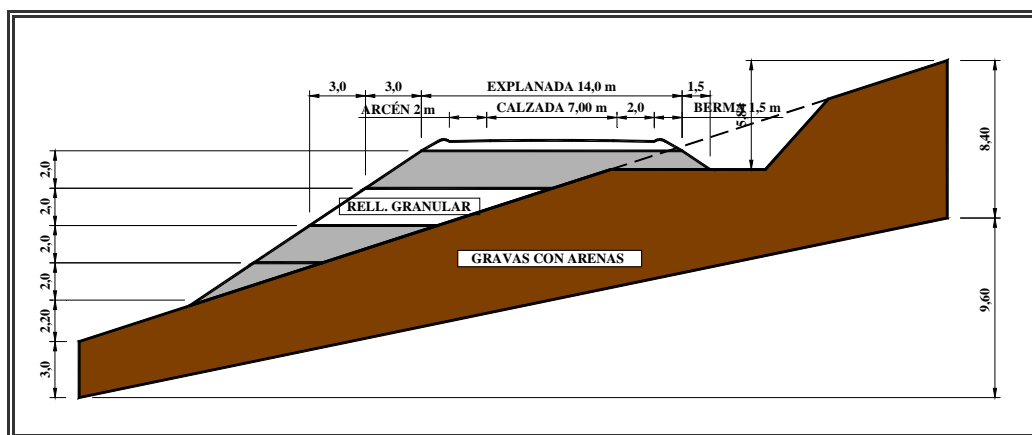 3,0 3,0 EXPLANADA 14,0 m 1,5
ARCÉN 2 m CALZADA 7,00 m 2,0 BERMA 1,5 m
5,84
8,40
2,0
2,0
RELL. GRANULAR
2,0
GRAVAS CON ARENAS
2,0
2,20
9,60
3,0